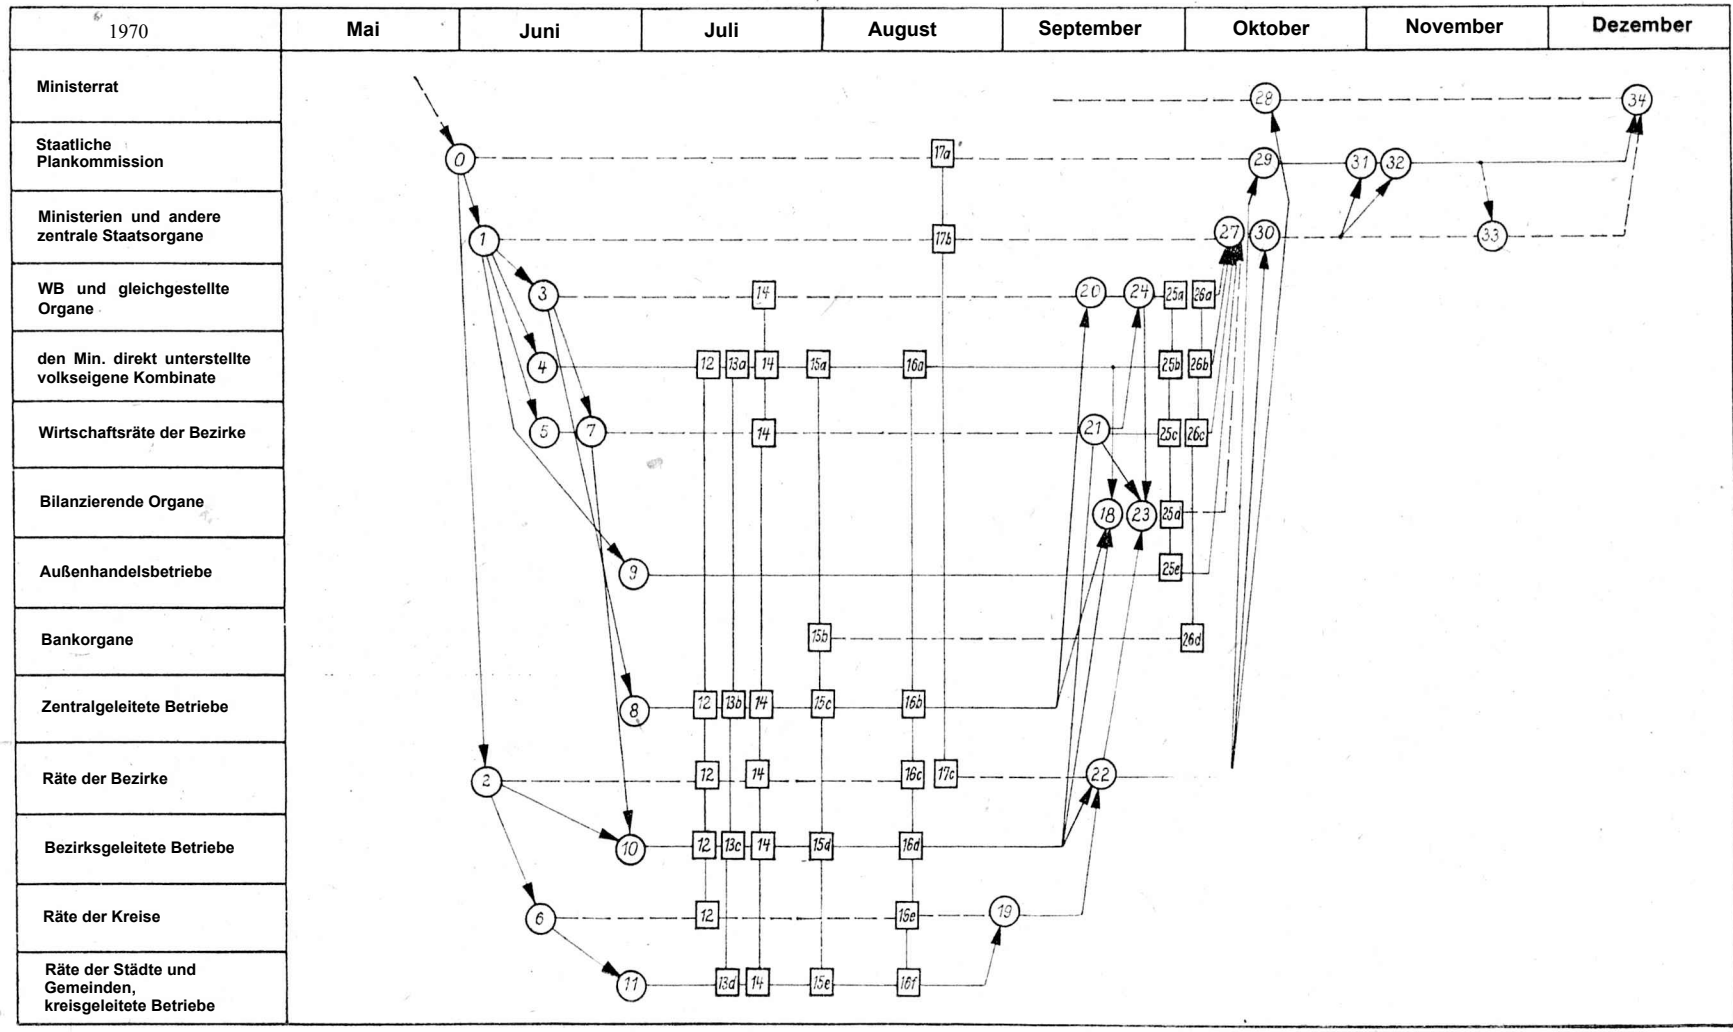 1970 Mai Juni Juli August September Oktober November Dezember
Ministerrat
28 34
Staatliche
Plankommission
0 17a 29 31 32
Ministerien und andere
zentrale Staatsorgane
1 17b 27 30 33
WB und gleichgestellte
Organe
3 14 20 24 25a 26a
den Min. direkt unterstellte
volkseigene Kombinate
4 12 13a 14 15a 16a 25b 26b
Wirtschaftsräte der Bezirke
5 7 14 21 25c 26c
Bilanzierende Organe
18 23 25d
Außenhandelsbetriebe
9 25e
Bankorgane
15b 26d
Zentralgeleitete Betriebe
8 12 13b 14 15c 16b
Räte der Bezirke
2 12 14 16c 17c 22
Bezirksgeleitete Betriebe
10 12 13c 14 15d 16d
Räte der Kreise
6 12 16e 19
Räte der Städte und
Gemeinden,
kreisgeleitete Betriebe
11 13d 14 15e 16f